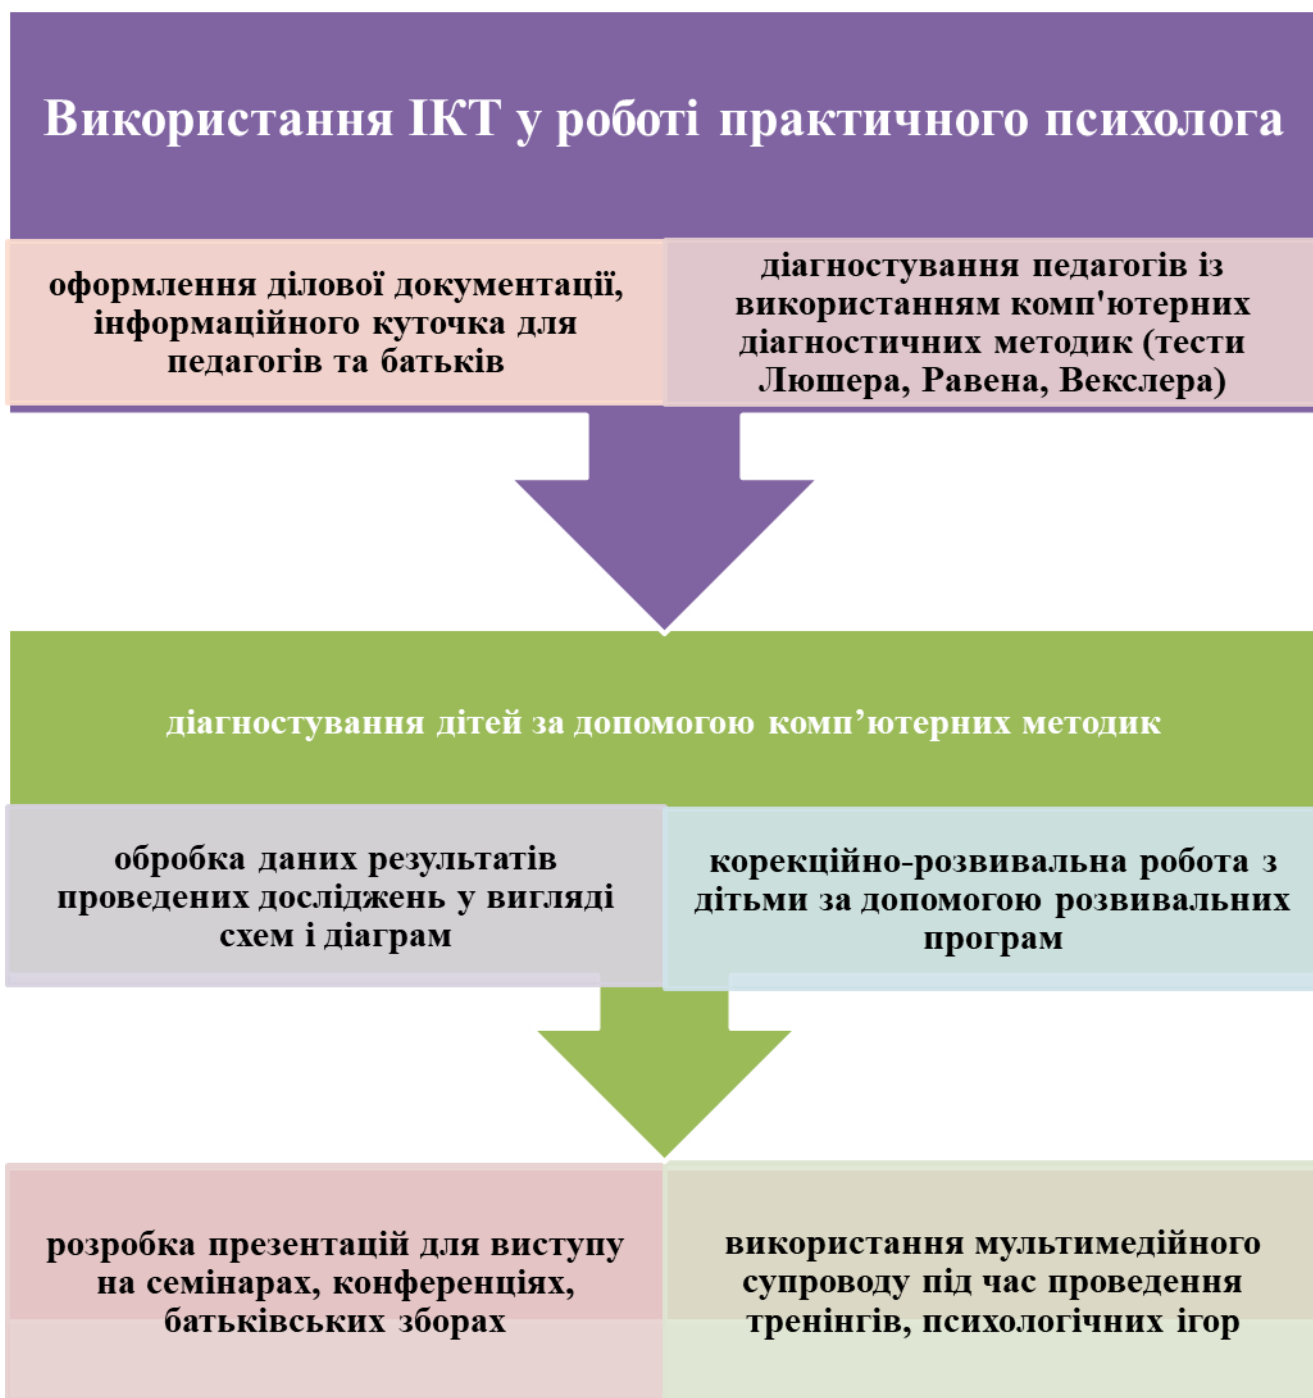 Використання ІКТ у роботі практичного психолога
оформлення ділової документації,
інформаційного куточка для
педагогів та батьків
діагностування педагогів із
використанням комп'ютерних
діагностичних методик (тести
Люшера, Равена, Векслера)
діагностування дітей за допомогою комп’ютерних методик
обробка даних результатів
проведених досліджень у вигляді
схем і діаграм
корекційно-розвивальна робота з
дітьми за допомогою розвивальних
програм
розробка презентацій для виступу
на семінарах, конференціях,
батьківських зборах
використання мультимедійного
супроводу під час проведення
тренінгів, психологічних ігор